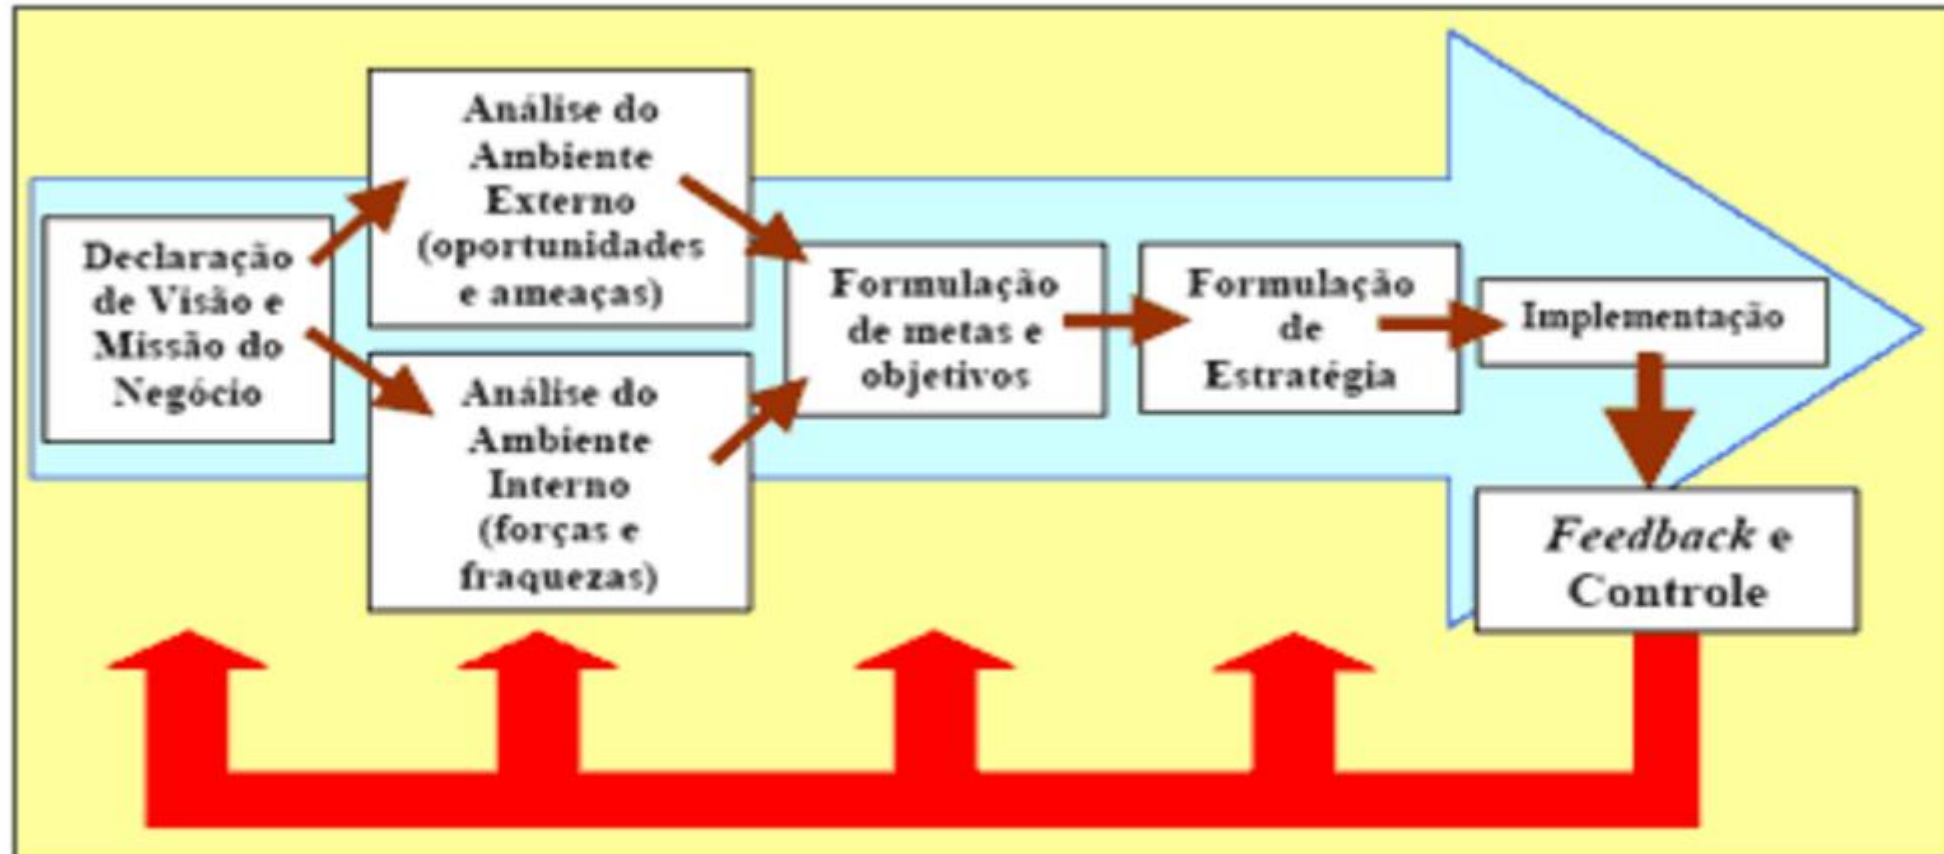 Declaração
de Visão e
Missão do
Negócio
Análise do
Ambiente
Externo
(oportunidades
e ameaças)
Análise do
Ambiente
Interno
(forças e
fraquezas)
Formulação
de metas e
objetivos
Formulação
de
Estratégia
Implementação
Feedback e
Controle